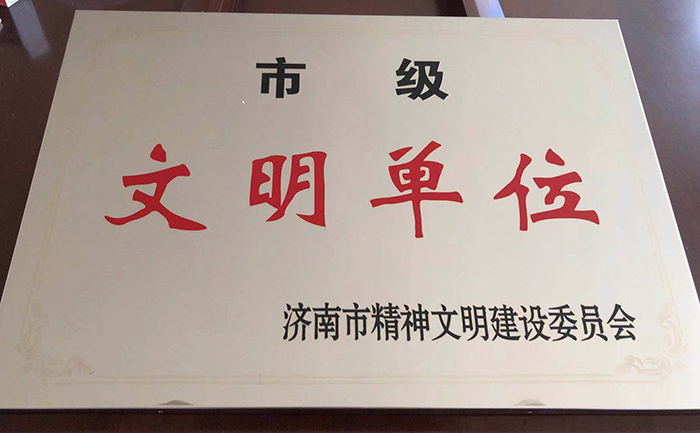 市级
文明单位
济南市精神文明建设委员会